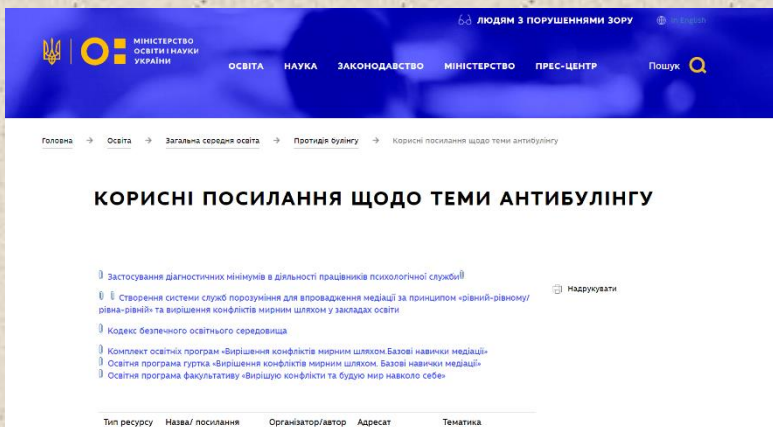 ЛЮДЯМ З ПОРУШЕННЯМИ ЗОРУ
In English
МІНІСТЕРСТВО
ОСВІТИ І НАУКИ
УКРАЇНИ
ОСВІТА НАУКА ЗАКОНОДАВСТВО МІНІСТЕРСТВО ПРЕС-ЦЕНТР Пошук
Головна → Освіта → Загальна середня освіта → Протидія булінгу → Корисні посилання щодо теми антибулінгу
КОРИСНІ ПОСИЛАННЯ ЩОДО ТЕМИ АНТИБУЛІНГУ
Застосування діагностичних мінімумів в діяльності працівників психологічної служби
Надрукувати
Створення системи служб порозуміння для впровадження медіації за принципом «рівний-рівному/
рівна-рівній» та вирішення конфліктів мирним шляхом у закладах освіти
Кодекс безпечного освітнього середовища
Комплект освітніх програм «Вирішення конфліктів мирним шляхом.Базові навички медіації»
Освітня програма гуртка «Вирішення конфліктів мирним шляхом. Базові навички медіації»
Освітня програма факультативу «Вирішую конфлікти та будую мир навколо себе»
Тип ресурсу Назва/ посилання Організатор/автор Адресат Тематика